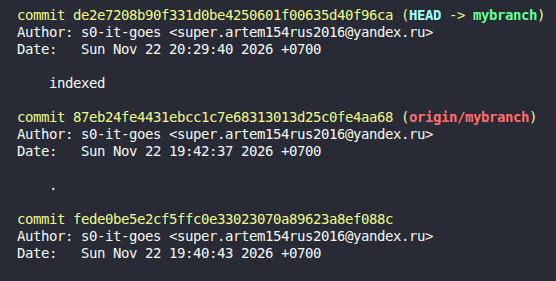 commit de2e7208b90f331d0be4250601f00635d40f96ca (HEAD -> mybranch)
Author: s0-it-goes <super.artem154rus2016@yandex.ru>
Date:   Sun Nov 22 20:29:40 2026 +0700
indexed
commit 87eb24fe4431ebcc1c7e68313013d25c0fe4aa68 (origin/mybranch)
Author: s0-it-goes <super.artem154rus2016@yandex.ru>
Date:   Sun Nov 22 19:42:37 2026 +0700
.
commit fede0be5e2cf5ffc0e33023070a89623a8ef088c
Author: s0-it-goes <super.artem154rus2016@yandex.ru>
Date:   Sun Nov 22 19:40:43 2026 +0700